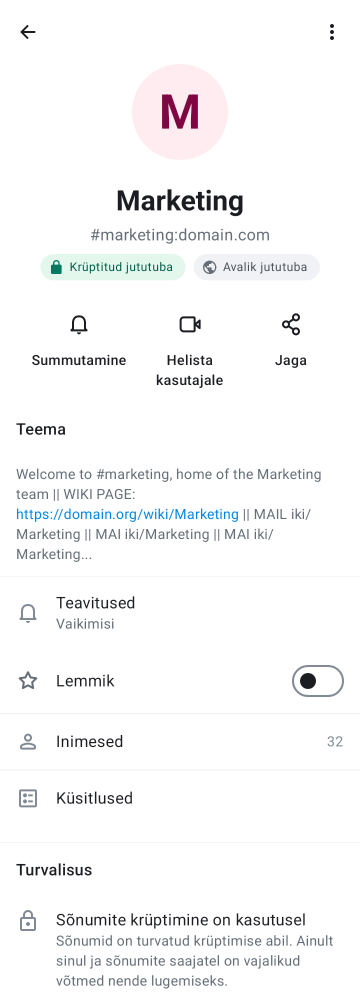 M
Marketing
#marketing:domain.com
Krüptitud jututuba
Avalik jututuba
Summutamine
Helista
kasutajale
Jaga
Teema
Welcome to #marketing, home of the Marketing
team || WIKI PAGE:
https://domain.org/wiki/Marketing || MAIL iki/
Marketing || MAI iki/Marketing || MAI iki/
Marketing...
Teavitused
Vaikimisi
Lemmik
Inimesed 32
Küsitlused
Turvalisus
Sõnumite krüptimine on kasutusel
Sõnumid on turvatud krüptimise abil. Ainult
sinul ja sõnumite saajatel on vajalikud
võtmed nende lugemiseks.